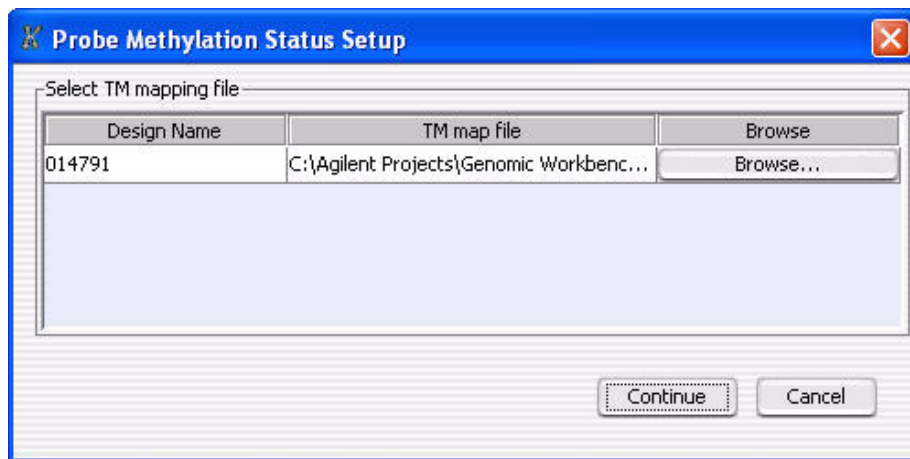 Probe Methylation Status Setup
Select TM mapping file
Design Name TM map file Browse
014791 C:\Agilent Projects\Genomic Workbenc... Browse...
Continue Cancel